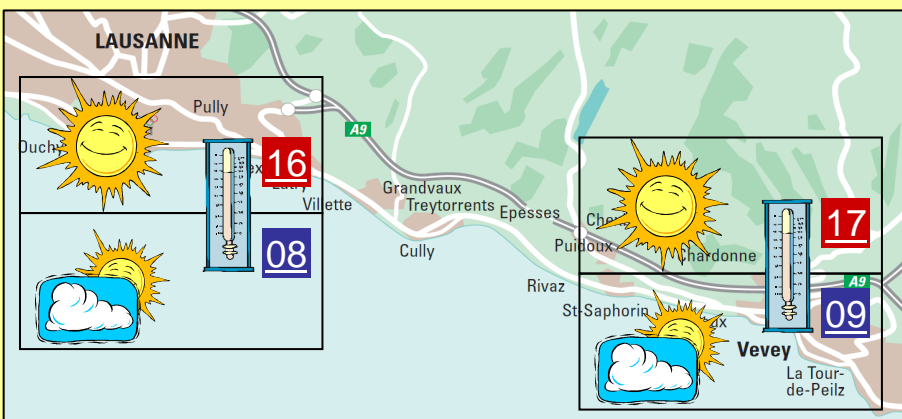 LAUSANNE
Pully
A9
16
Villette
08
Grandvaux
Treytorrents
Epesses
Cully
Puidoux
Chardonne
17
Rivaz
A9
St-Saphorin
09
Vevey
La Tour-
de-Peilz